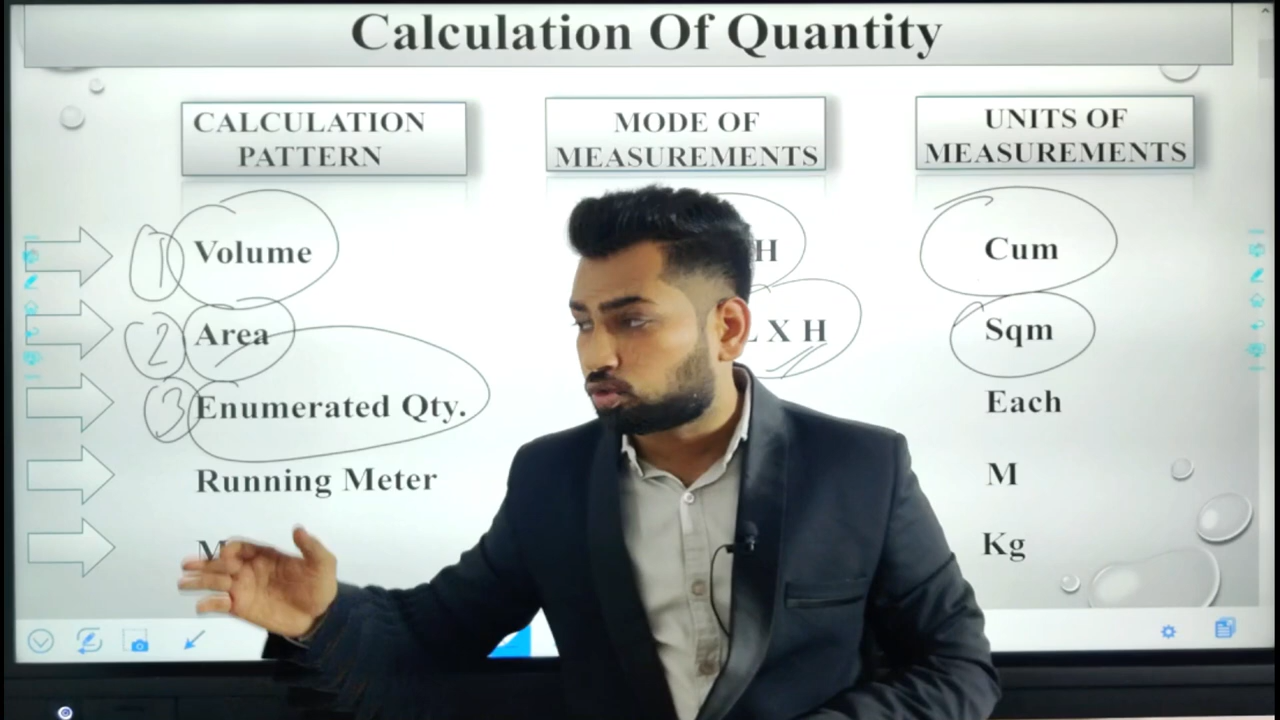 Calculation Of Quantity
CALCULATION
PATTERN
MODE OF
MEASUREMENTS
UNITS OF
MEASUREMENTS
1 Volume H Cum
2 Area X H Sqm
3 Enumerated Qty. Each
Running Meter M
Kg